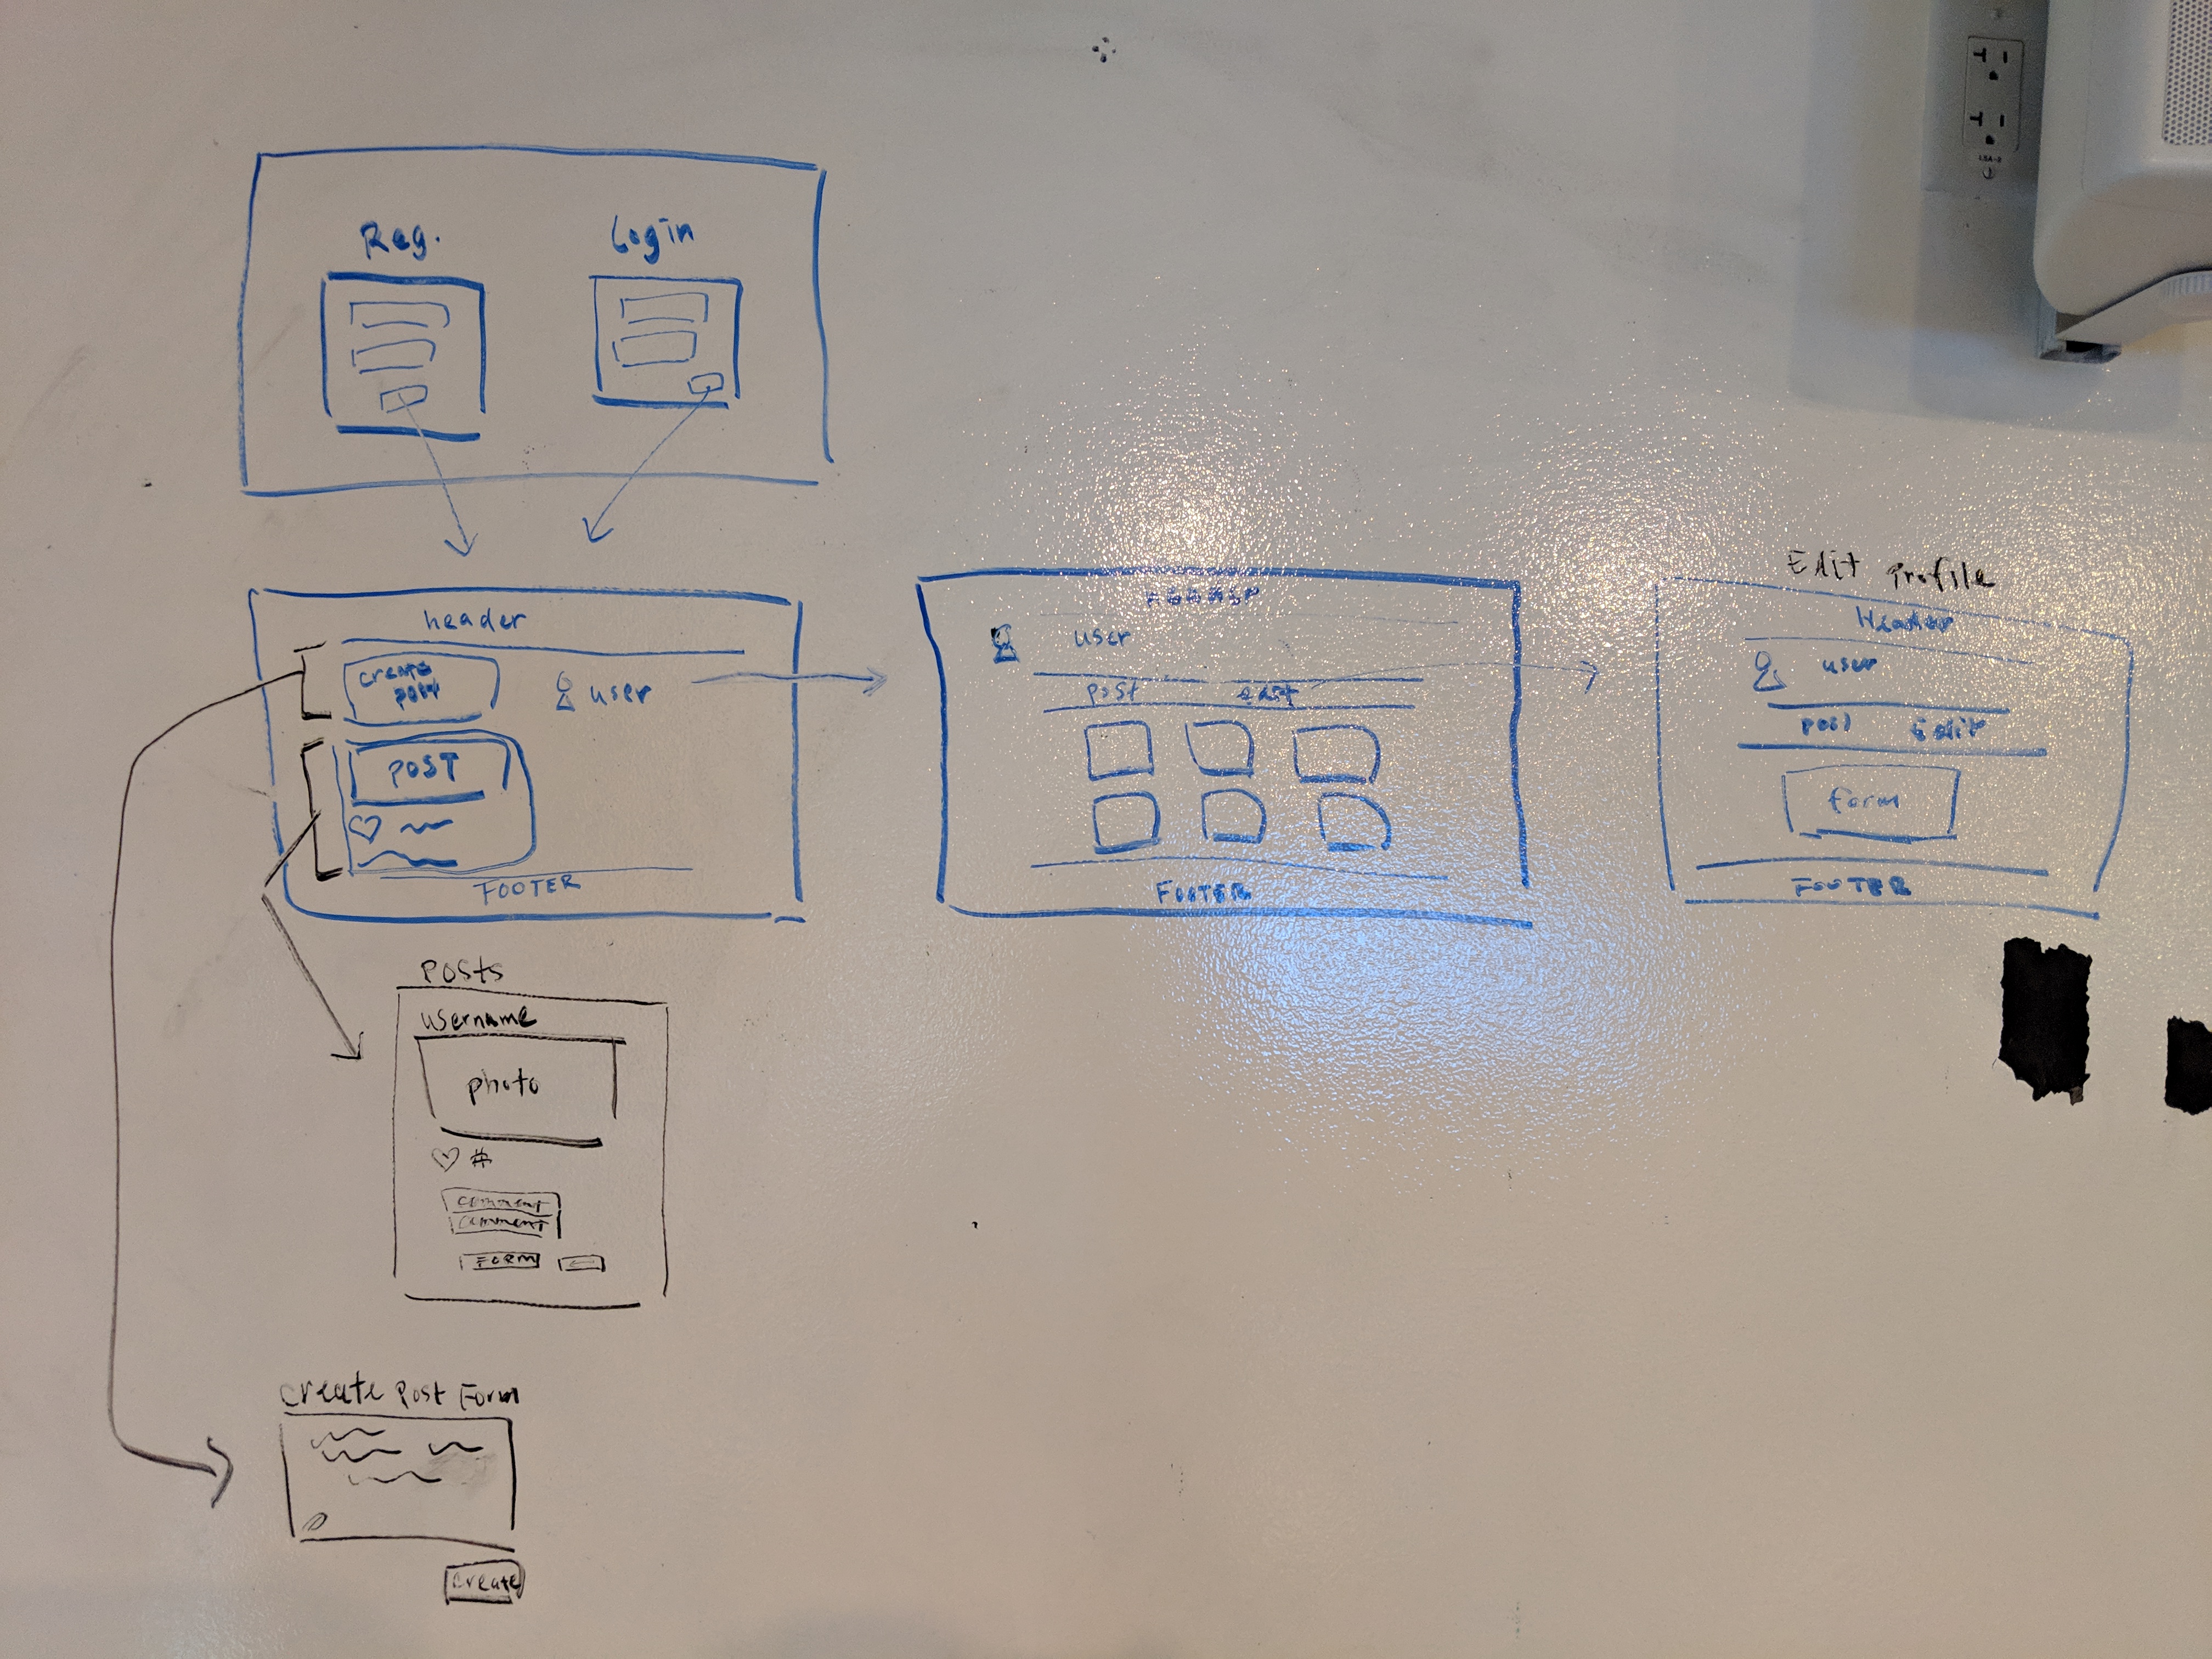 Reg.
Login
header
create
post
user
POST
FOOTER
user
post edit
FOOTER
Edit Profile
Header
user
post Edit
form
FOOTER
Posts
username
photo
#
comment
comment
FORM
Create Post Form
create